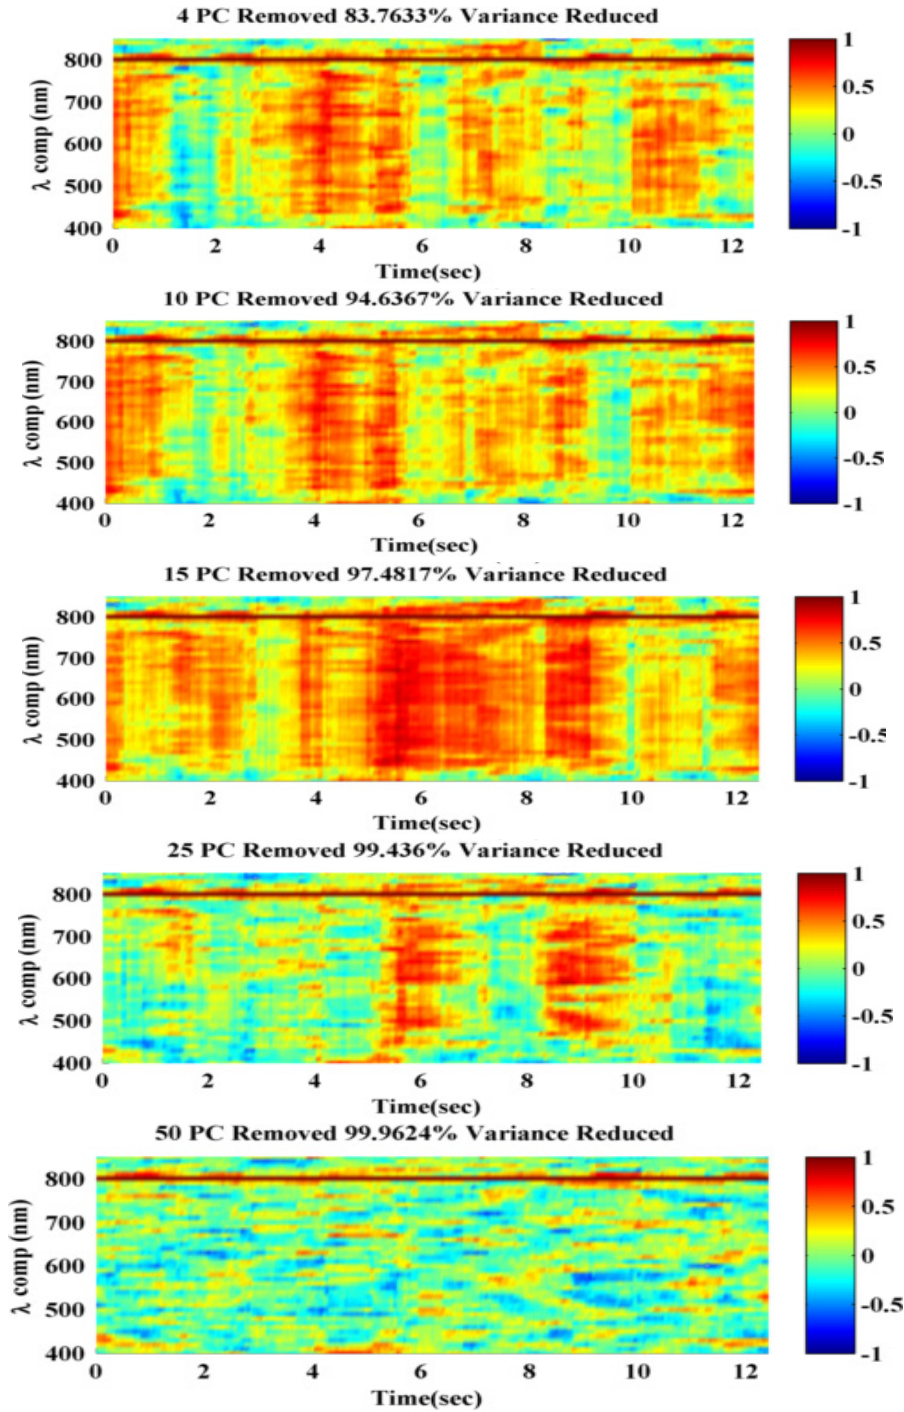 4 PC Removed 83.7633% Variance Reduced
800
700
600
500
400
λ comp (nm)
0 2 4 6 8 10 12
Time(sec)
1
0.5
0
-0.5
-1
10 PC Removed 94.6367% Variance Reduced
800
700
600
500
400
λ comp (nm)
0 2 4 6 8 10 12
Time(sec)
1
0.5
0
-0.5
-1
15 PC Removed 97.4817% Variance Reduced
800
700
600
500
400
λ comp (nm)
0 2 4 6 8 10 12
Time(sec)
1
0.5
0
-0.5
-1
25 PC Removed 99.436% Variance Reduced
800
700
600
500
400
λ comp (nm)
0 2 4 6 8 10 12
Time(sec)
1
0.5
0
-0.5
-1
50 PC Removed 99.9624% Variance Reduced
800
700
600
500
400
λ comp (nm)
0 2 4 6 8 10 12
Time(sec)
1
0.5
0
-0.5
-1